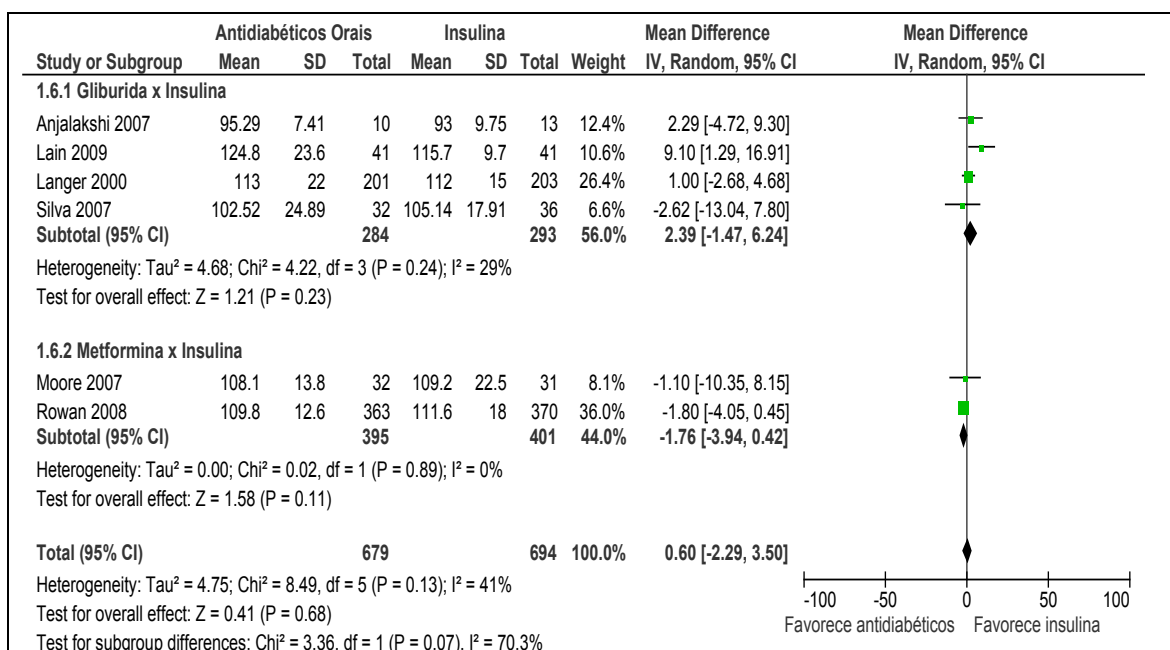 Antidiabéticos Orais Insulina Mean Difference Mean Difference
Study or Subgroup Mean SD Total Mean SD Total Weight IV, Random, 95% CI IV, Random, 95% CI
1.6.1 Gliburida x Insulina
Anjalakshi 2007 95.29 7.41 10 93 9.75 13 12.4% 2.29 [-4.72, 9.30]
Lain 2009 124.8 23.6 41 115.7 9.7 41 10.6% 9.10 [1.29, 16.91]
Langer 2000 113 22 201 112 15 203 26.4% 1.00 [-2.68, 4.68]
Silva 2007 102.52 24.89 32 105.14 17.91 36 6.6% -2.62 [-13.04, 7.80]
Subtotal (95% CI) 284 293 56.0% 2.39 [-1.47, 6.24]
Heterogeneity: Tau² = 4.68; Chi² = 4.22, df = 3 (P = 0.24); I² = 29%
Test for overall effect: Z = 1.21 (P = 0.23)
1.6.2 Metformina x Insulina
Moore 2007 108.1 13.8 32 109.2 22.5 31 8.1% -1.10 [-10.35, 8.15]
Rowan 2008 109.8 12.6 363 111.6 18 370 36.0% -1.80 [-4.05, 0.45]
Subtotal (95% CI) 395 401 44.0% -1.76 [-3.94, 0.42]
Heterogeneity: Tau² = 0.00; Chi² = 0.02, df = 1 (P = 0.89); I² = 0%
Test for overall effect: Z = 1.58 (P = 0.11)
Total (95% CI) 679 694 100.0% 0.60 [-2.29, 3.50]
Heterogeneity: Tau² = 4.75; Chi² = 8.49, df = 5 (P = 0.13); I² = 41%
Test for overall effect: Z = 0.41 (P = 0.68)
Test for subgroup differences: Chi² = 3.36, df = 1 (P = 0.07), I² = 70.3%
-100 -50 0 50 100
Favorece antidiabéticos Favorece insulina